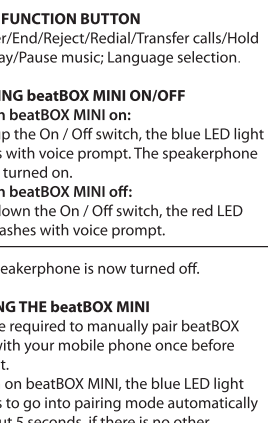 FUNCTION BUTTON
er/End/Reject/Redial/Transfer calls/Hold
ay/Pause music; Language selection.
NG beatBOX MINI ON/OFF
n beatBOX MINI on:
up the On / Off switch, the blue LED light
s with voice prompt. The speakerphone
turned on.
n beatBOX MINI off:
down the On / Off switch, the red LED
ashes with voice prompt.
eakerphone is now turned off.
NG THE beatBOX MINI
e required to manually pair beatBOX
with your mobile phone once before
t.
on beatBOX MINI, the blue LED light
s to go into pairing mode automatically
ut 5 seconds, if there is no other